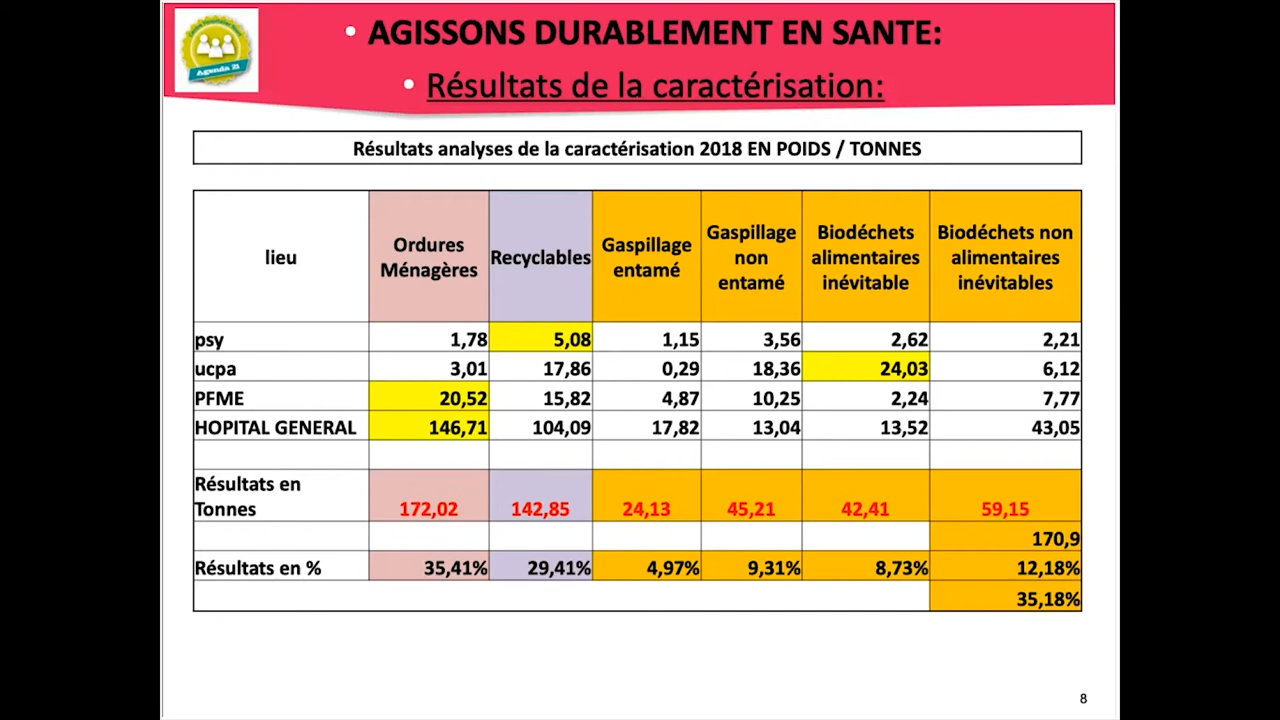 Agenda 21
• AGISSONS DURABLEMENT EN SANTE:
• Résultats de la caractérisation:
Résultats analyses de la caractérisation 2018 EN POIDS / TONNES
lieu Ordures Ménagères Recyclables Gaspillage entamé Gaspillage non entamé Biodéchets alimentaires inévitable Biodéchets non alimentaires inévitables
psy 1,78 5,08 1,15 3,56 2,62 2,21
ucpa 3,01 17,86 0,29 18,36 24,03 6,12
PFME 20,52 15,82 4,87 10,25 2,24 7,77
HOPITAL GENERAL 146,71 104,09 17,82 13,04 13,52 43,05
Résultats en Tonnes 172,02 142,85 24,13 45,21 42,41 59,15
170,9
Résultats en % 35,41% 29,41% 4,97% 9,31% 8,73% 12,18%
35,18%
8